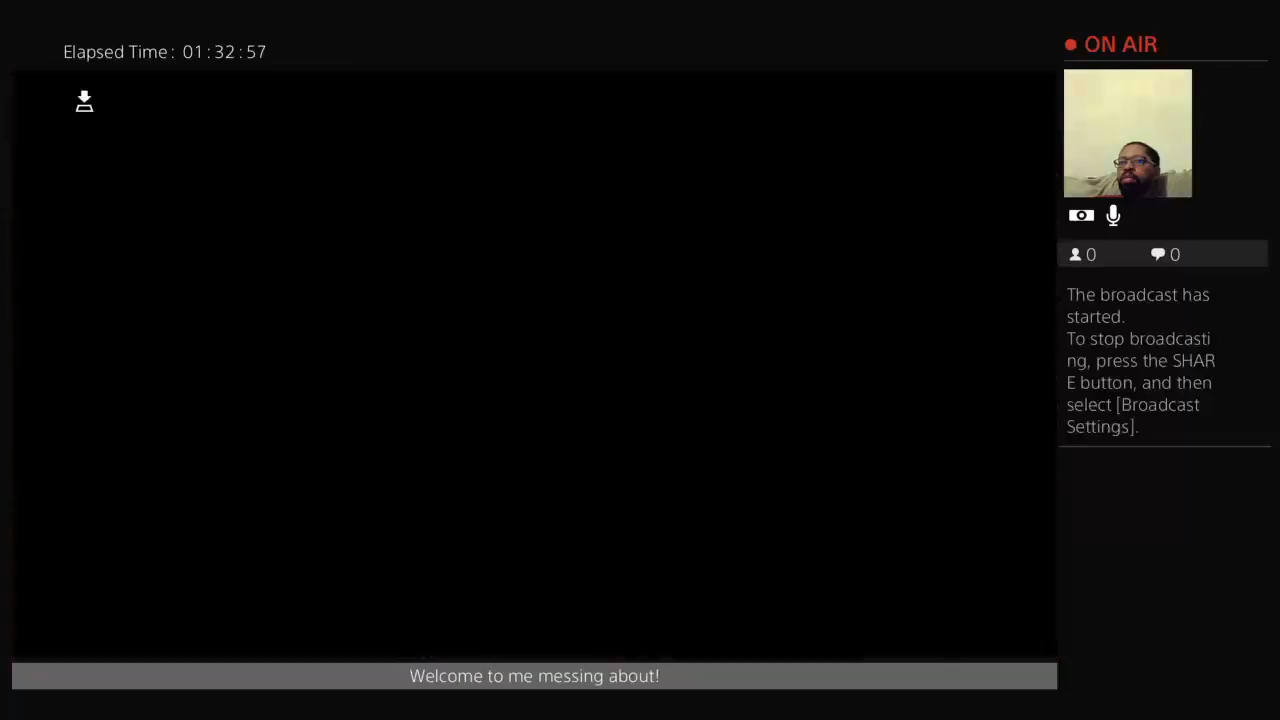 Elapsed Time: 01:32:57
ON AIR
0 0
The broadcast has
started.
To stop broadcasti
ng, press the SHAR
E button, and then
select [Broadcast
Settings].
Welcome to me messing about!